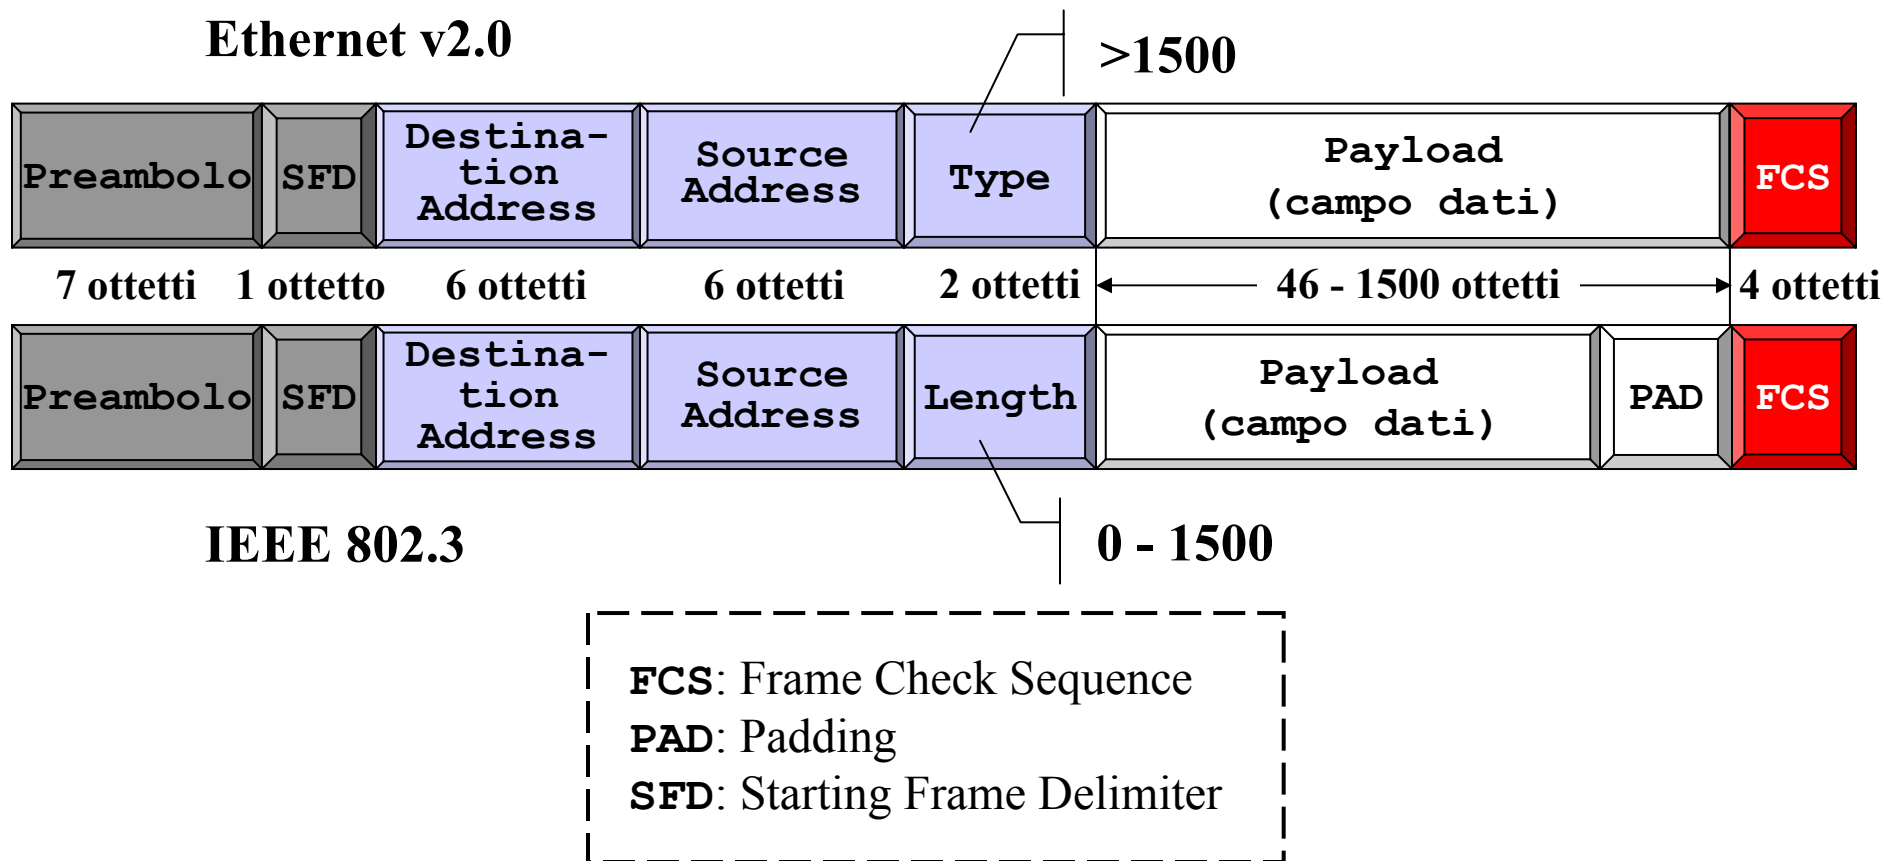 Ethernet v2.0
>1500
Preambolo
SFD
Destina-
tion
Address
Source
Address
Type
Payload
(campo dati)
FCS
7 ottetti
1 ottetto
6 ottetti
6 ottetti
2 ottetti
46 - 1500 ottetti
4 ottetti
Preambolo
SFD
Destina-
tion
Address
Source
Address
Length
Payload
(campo dati)
PAD
FCS
IEEE 802.3
0 - 1500
FCS: Frame Check Sequence
PAD: Padding
SFD: Starting Frame Delimiter